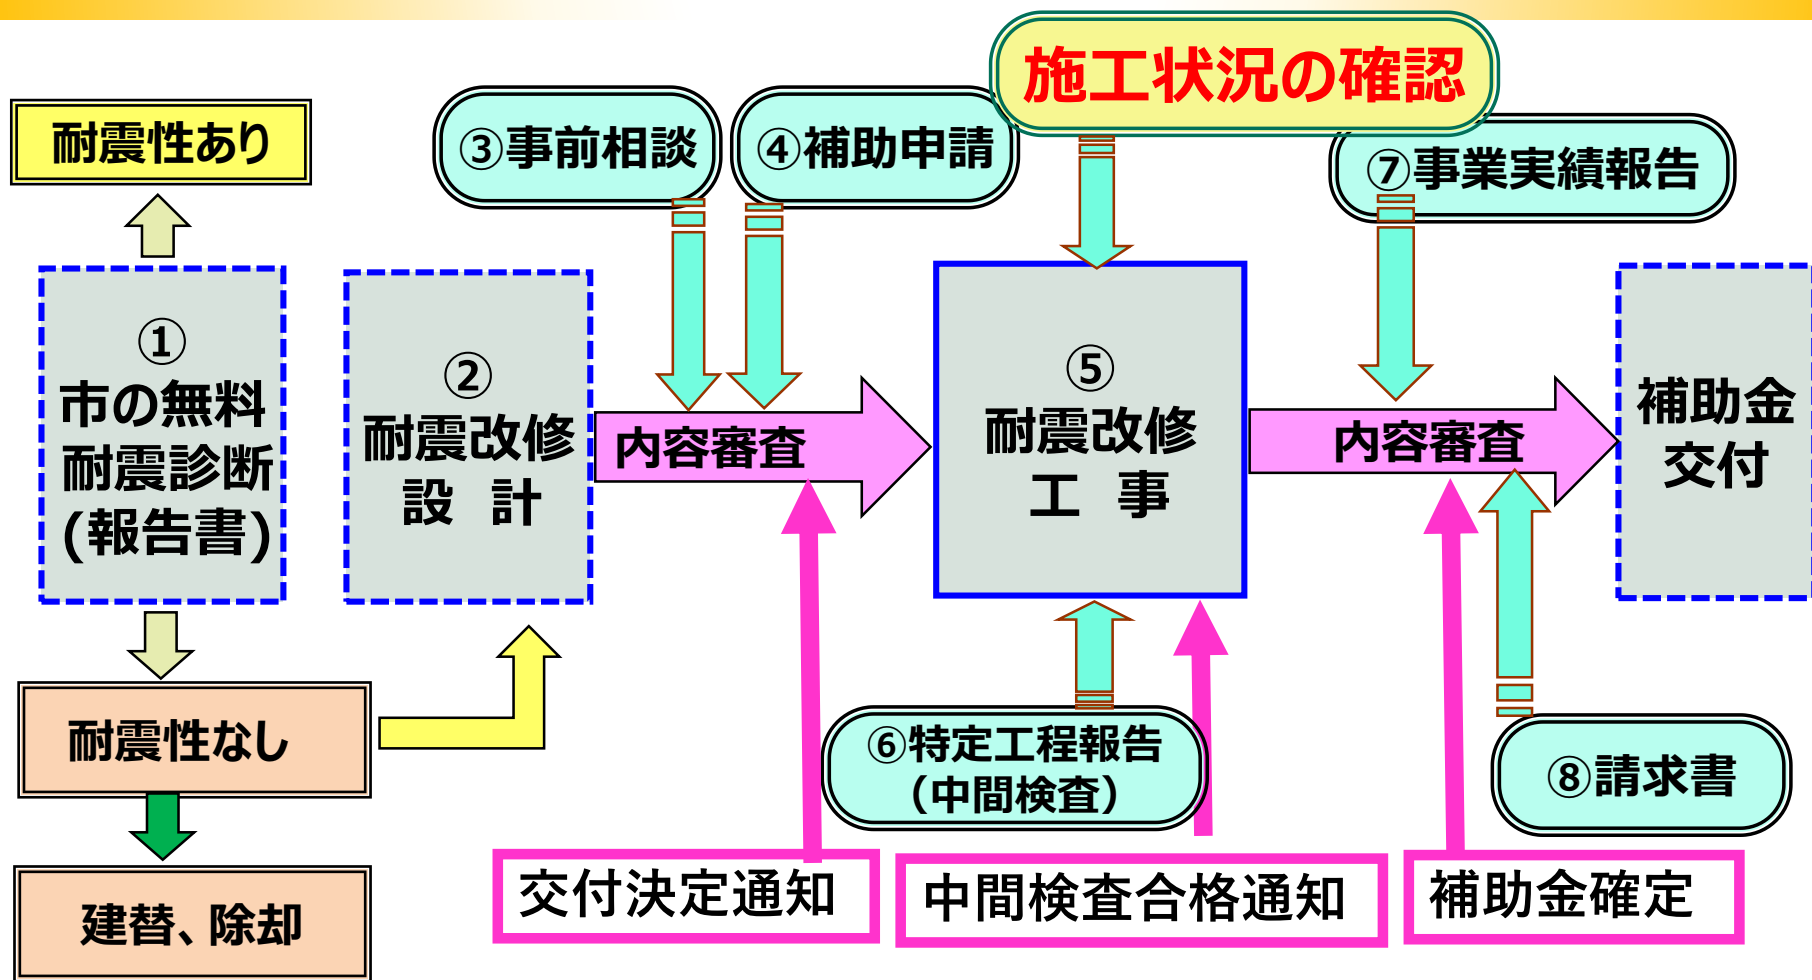 施工状況の確認
耐震性あり
③事前相談
④補助申請
⑦事業実績報告
①
市の無料
耐震診断
(報告書)
②
耐震改修
設 計
内容審査
⑤
耐震改修
工 事
内容審査
補助金
交付
耐震性なし
⑥特定工程報告
（中間検査）
⑧請求書
建替、除却
交付決定通知
中間検査合格通知
補助金確定